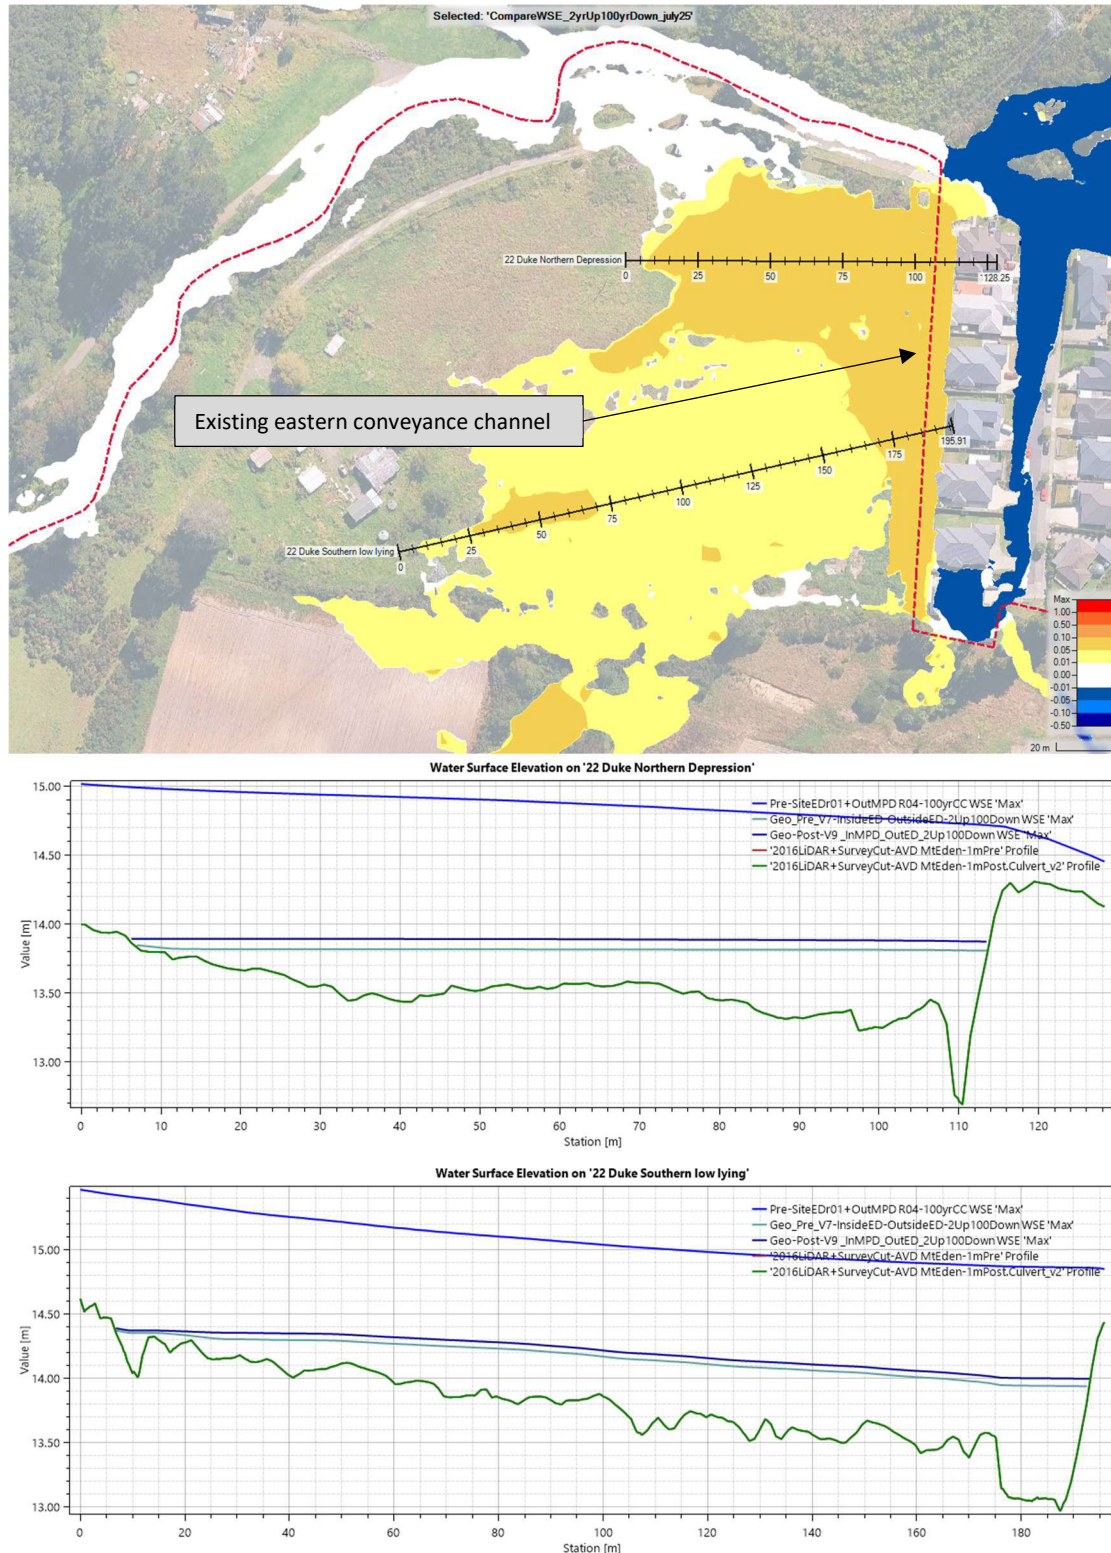 Selected: 'CompareWSE_2yrUp100yrDown_july25'
22 Duke Northern Depression
0 25 50 75 100 128.25
Existing eastern conveyance channel
22 Duke Southern low lying
0 25 50 75 100 125 150 175 195.91
Max
1.00
0.50
0.10
0.05
0.01
0.00
-0.01
-0.05
-0.10
-0.50
20 m
Water Surface Elevation on '22 Duke Northern Depression'
Pre-SiteEDr01+OutMPD R04-100yrCC WSE 'Max'
Geo_Pre_V7-InsideED-OutsideED-2Up100Down WSE 'Max'
Geo-Post-V9 _InMPD_OutED_2Up100Down WSE 'Max'
'2016LiDAR+SurveyCut-AVD MtEden-1mPre' Profile
'2016LiDAR+SurveyCut-AVD MtEden-1mPost.Culvert_v2' Profile
Value [m]
15.00
14.50
14.00
13.50
13.00
0 10 20 30 40 50 60 70 80 90 100 110 120
Station [m]
Water Surface Elevation on '22 Duke Southern low lying'
Pre-SiteEDr01+OutMPD R04-100yrCC WSE 'Max'
Geo_Pre_V7-InsideED-OutsideED-2Up100Down WSE 'Max'
Geo-Post-V9 _InMPD_OutED_2Up100Down WSE 'Max'
'2016LiDAR+SurveyCut-AVD MtEden-1mPre' Profile
'2016LiDAR+SurveyCut-AVD MtEden-1mPost.Culvert_v2' Profile
Value [m]
15.00
14.50
14.00
13.50
13.00
0 20 40 60 80 100 120 140 160 180
Station [m]